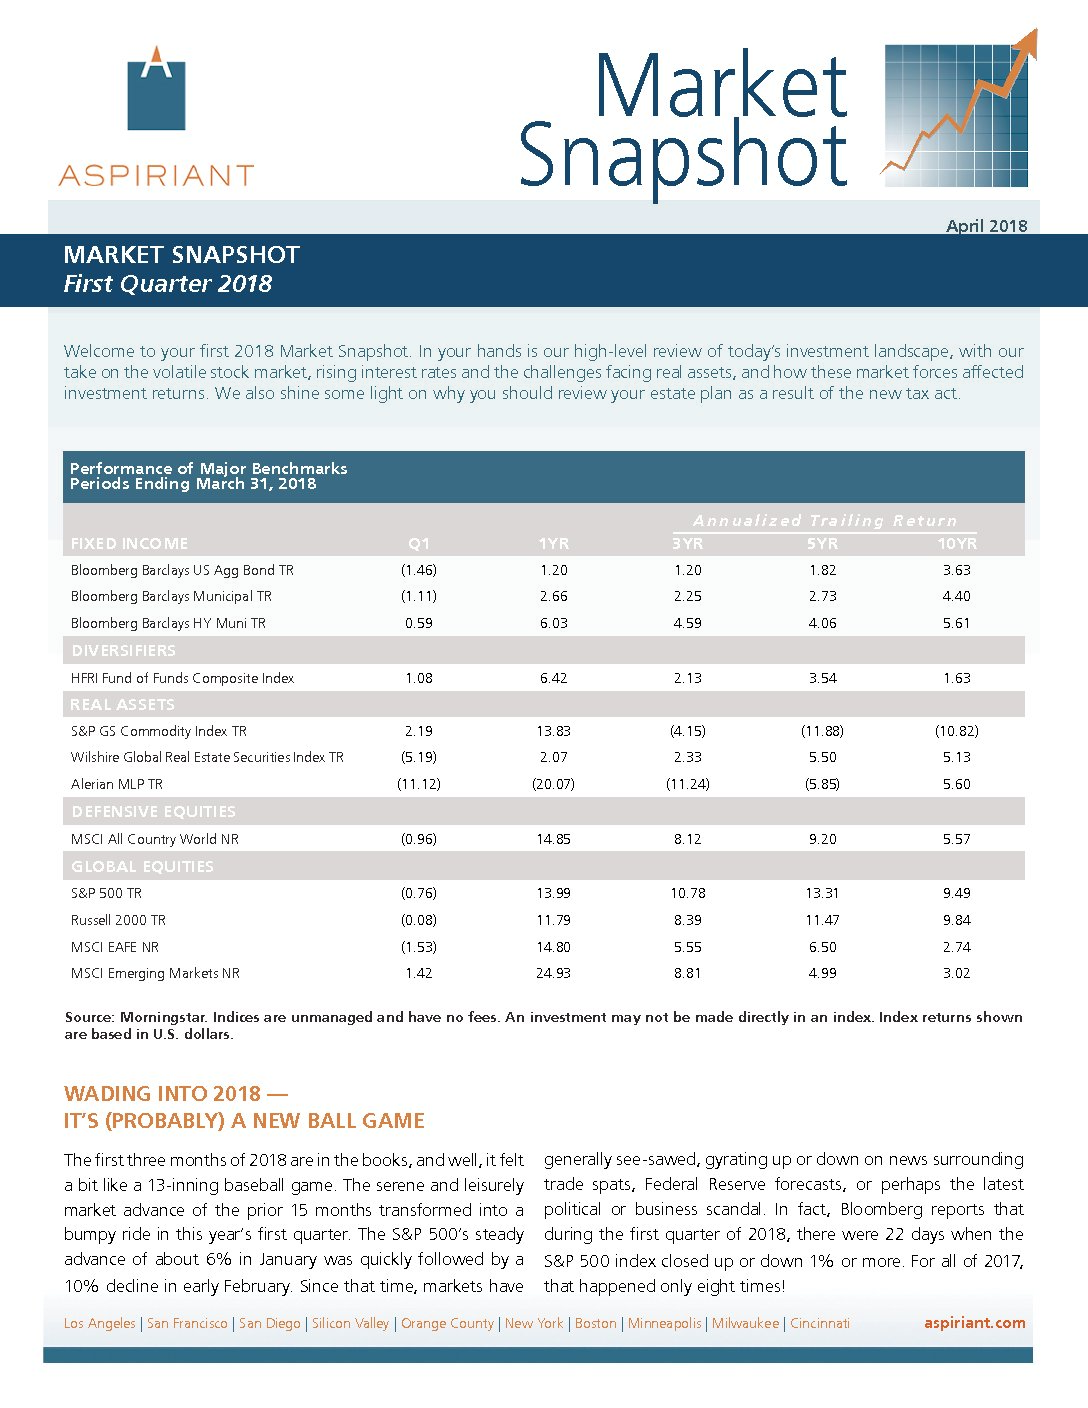 ASPIRIANT
Market
Snapshot
April 2018
MARKET SNAPSHOT
First Quarter 2018
Welcome to your first 2018 Market Snapshot. In your hands is our high-level review of today's investment landscape, with our
take on the volatile stock market, rising interest rates and the challenges facing real assets, and how these market forces affected
investment returns. We also shine some light on why you should review your estate plan as a result of the new tax act.
Performance of Major Benchmarks
Periods Ending March 31, 2018
Annualized Trailing Return
FIXED INCOME Q1 1YR 3YR 5YR 10YR
Bloomberg Barclays US Agg Bond TR (1.46) 1.20 1.20 1.82 3.63
Bloomberg Barclays Municipal TR (1.11) 2.66 2.25 2.73 4.40
Bloomberg Barclays HY Muni TR 0.59 6.03 4.59 4.06 5.61
DIVERSIFIERS
HFRI Fund of Funds Composite Index 1.08 6.42 2.13 3.54 1.63
REAL ASSETS
S&P GS Commodity Index TR 2.19 13.83 (4.15) (11.88) (10.82)
Wilshire Global Real Estate Securities Index TR (5.19) 2.07 2.33 5.50 5.13
Alerian MLP TR (11.12) (20.07) (11.24) (5.85) 5.60
DEFENSIVE EQUITIES
MSCI All Country World NR (0.96) 14.85 8.12 9.20 5.57
GLOBAL EQUITIES
S&P 500 TR (0.76) 13.99 10.78 13.31 9.49
Russell 2000 TR (0.08) 11.79 8.39 11.47 9.84
MSCI EAFE NR (1.53) 14.80 5.55 6.50 2.74
MSCI Emerging Markets NR 1.42 24.93 8.81 4.99 3.02
Source: Morningstar. Indices are unmanaged and have no fees. An investment may not be made directly in an index. Index returns shown
are based in U.S. dollars.
WADING INTO 2018 —
IT'S (PROBABLY) A NEW BALL GAME
The first three months of 2018 are in the books, and well, it felt
a bit like a 13-inning baseball game. The serene and leisurely
market advance of the prior 15 months transformed into a
bumpy ride in this year's first quarter. The S&P 500's steady
advance of about 6% in January was quickly followed by a
10% decline in early February. Since that time, markets have
generally see-sawed, gyrating up or down on news surrounding
trade spats, Federal Reserve forecasts, or perhaps the latest
political or business scandal. In fact, Bloomberg reports that
during the first quarter of 2018, there were 22 days when the
S&P 500 index closed up or down 1% or more. For all of 2017,
that happened only eight times!
Los Angeles | San Francisco | San Diego | Silicon Valley | Orange County | New York | Boston | Minneapolis | Milwaukee | Cincinnati
aspiriant.com